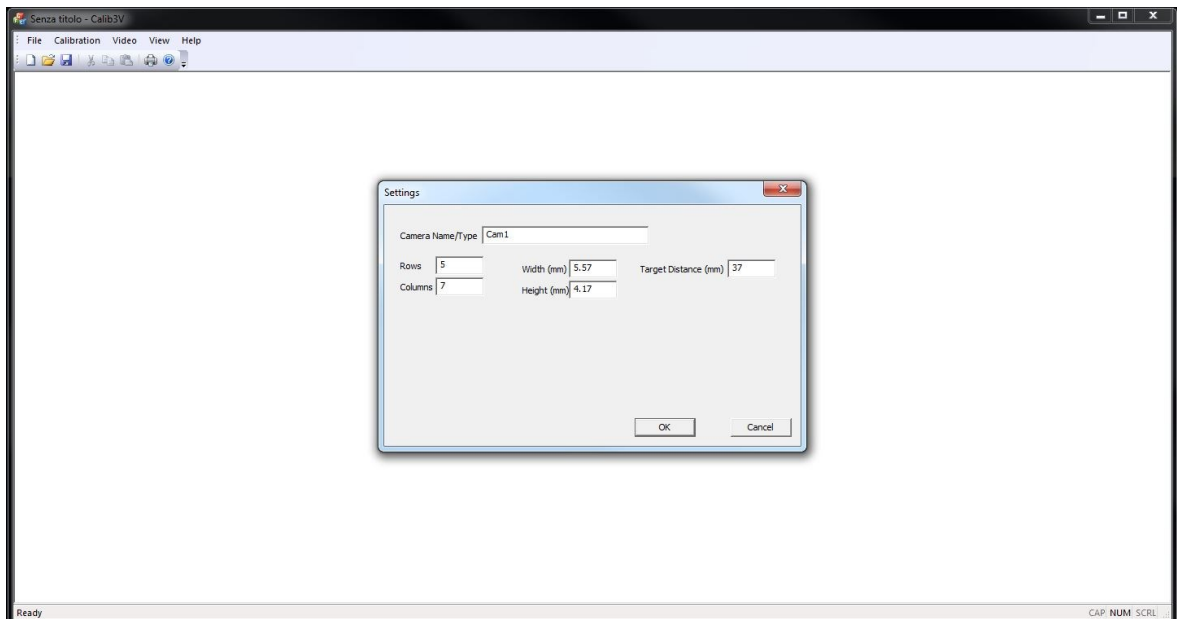 Senza titolo - Calib3V
File Calibration Video View Help
Settings
Camera Name/Type Cam1
Rows 5 Width (mm) 5.57 Target Distance (mm) 37
Columns 7 Height (mm) 4.17
OK Cancel
Ready CAP NUM SCRL